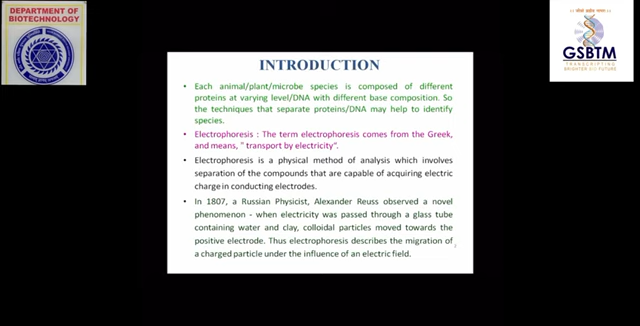 DEPARTMENT OF
BIOTECHNOLOGY
GSBTM
INTRODUCTION
• Each animal/plant/microbe species is composed of different
proteins at varying level/DNA with different base composition. So
the techniques that separate proteins/DNA may help to identify
species.
• Electrophoresis : The term electrophoresis comes from the Greek,
and means, " transport by electricity".
• Electrophoresis is a physical method of analysis which involves
separation of the compounds that are capable of acquiring electric
charge in conducting electrodes.
• In 1807, a Russian Physicist, Alexander Reuss observed a novel
phenomenon - when electricity was passed through a glass tube
containing water and clay, colloidal particles moved towards the
positive electrode. Thus electrophoresis describes the migration of
a charged particle under the influence of an electric field.